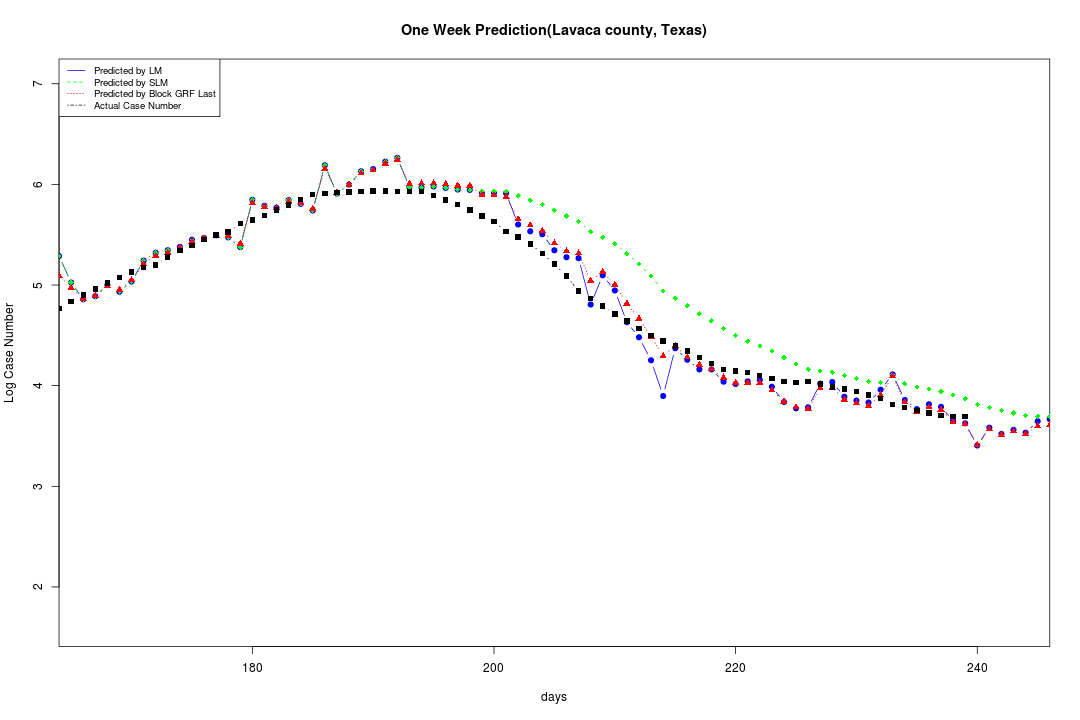 One Week Prediction(Lavaca county, Texas)
Predicted by LM
Predicted by SLM
Predicted by Block GRF Last
Actual Case Number
7
6
5
4
3
2
Log Case Number
180
200
220
240
days